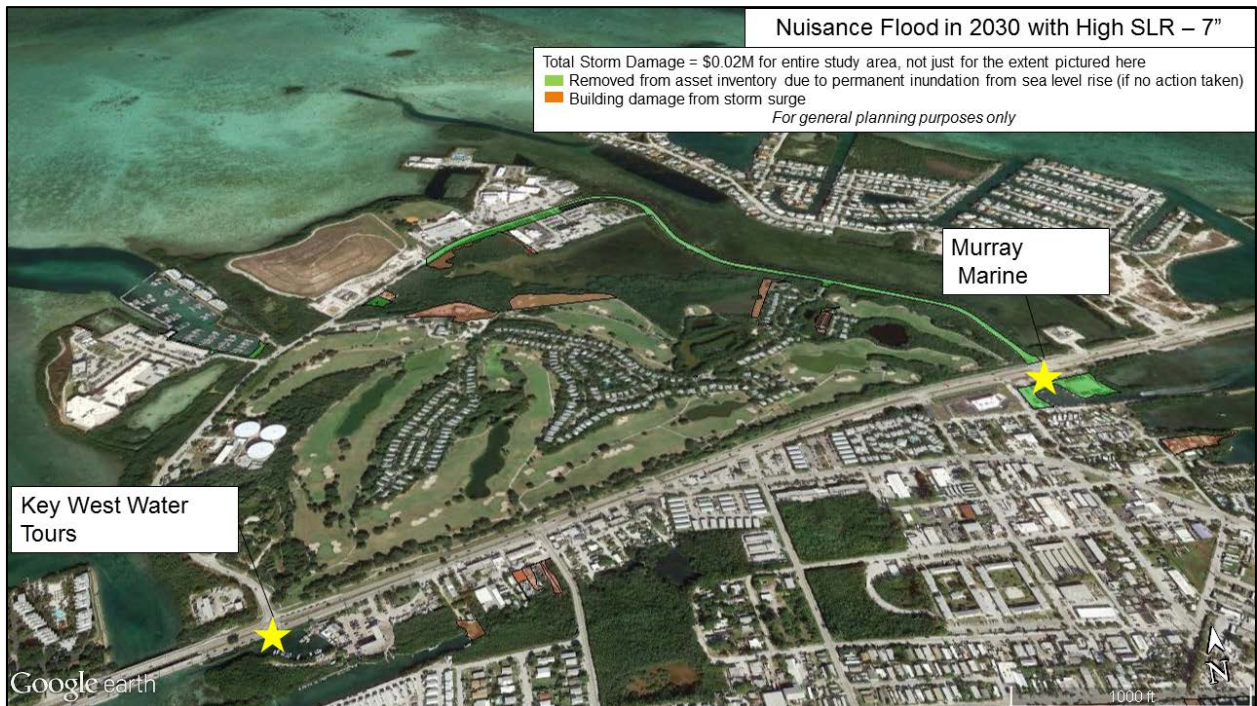 Nuisance Flood in 2030 with High SLR – 7”
Total Storm Damage = $0.02M for entire study area, not just for the extent pictured here
Removed from asset inventory due to permanent inundation from sea level rise (if no action taken)
Building damage from storm surge
For general planning purposes only
Murray
Marine
Key West Water
Tours
N
Google earth
1000 ft